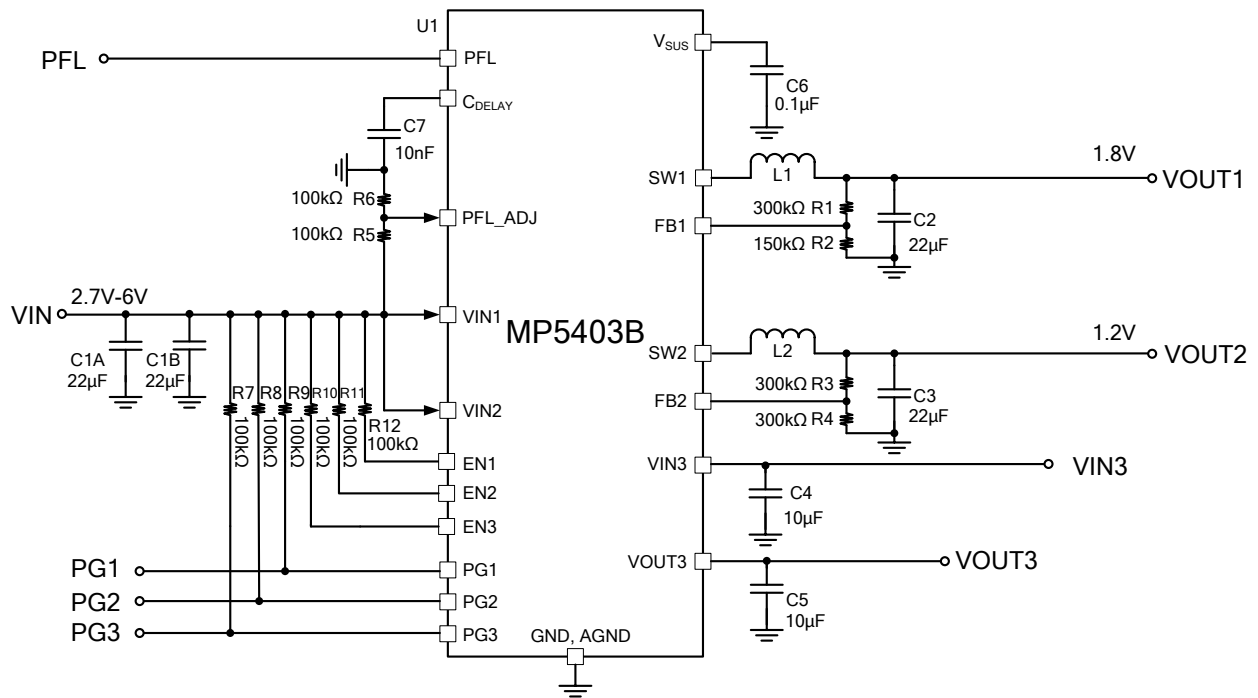 U1
PFL
PFL
C_DELAY
C7
10nF
100kΩ R6
100kΩ R5
PFL_ADJ
VIN
2.7V-6V
C1A
22µF
C1B
22µF
VIN1
R7
100kΩ
R8
100kΩ
R9
100kΩ
R10
100kΩ
R11
100kΩ
R12
100kΩ
VIN2
EN1
EN2
EN3
PG1
PG1
PG2
PG2
PG3
PG3
MP5403B
GND, AGND
V_SUS
C6
0.1µF
SW1
L1
1.8V
VOUT1
300kΩ R1
FB1
150kΩ R2
C2
22µF
SW2
L2
1.2V
VOUT2
300kΩ R3
FB2
300kΩ R4
C3
22µF
VIN3
VIN3
C4
10µF
VOUT3
VOUT3
C5
10µF